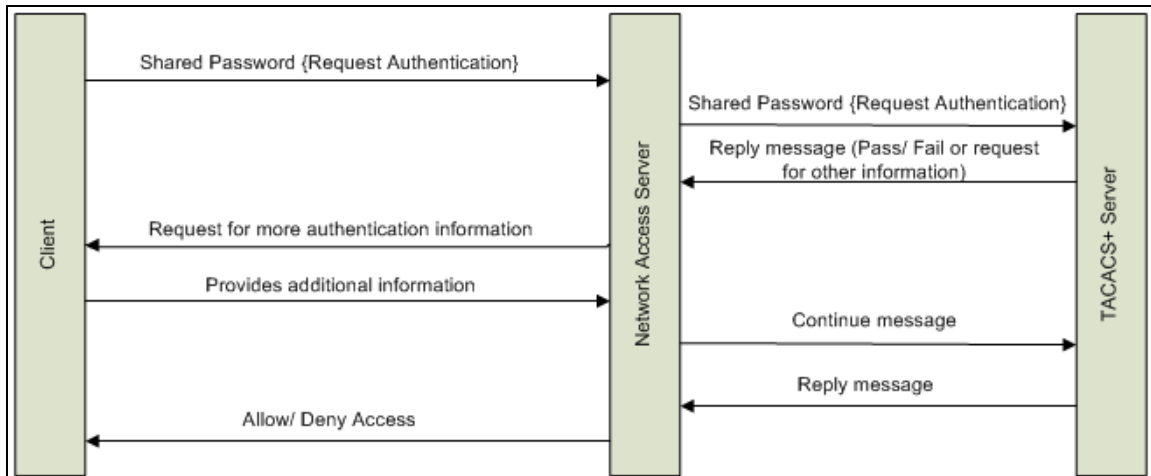 Shared Password {Request Authentication}
Shared Password {Request Authentication}
Reply message (Pass/ Fail or request
for other information)
Client
Network Access Server
TACACS+ Server
Request for more authentication information
Provides additional information
Continue message
Reply message
Allow/ Deny Access